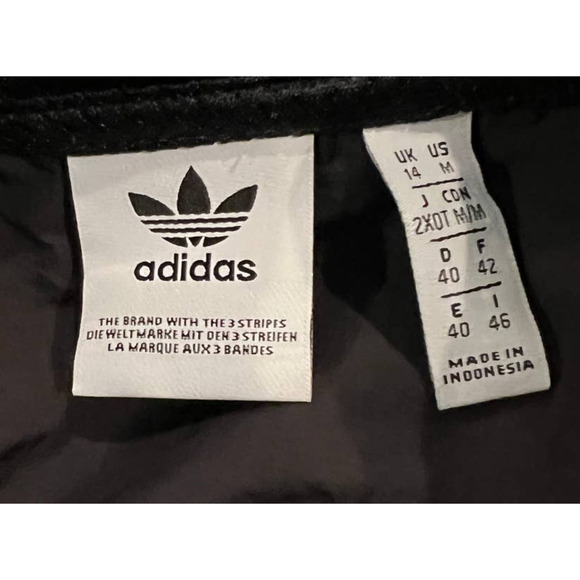 adidas
THE BRAND WITH THE 3 STRIPES
DIE WELTMARKE MIT DEN 3 STREIFEN
LA MARQUE AUX 3 BANDES
UK US
14 M
J CDN
2XOT M/M
D F
40 42
E I
40 46
MADE IN
INDONESIA